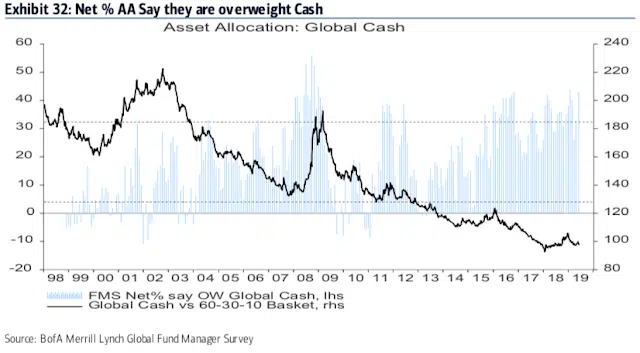 Exhibit 32: Net % AA Say they are overweight Cash
Asset Allocation: Global Cash
60 240
50 220
40 200
30 180
20 160
10 140
0 120
-10 100
-20 80
98 99 00 01 02 03 04 05 06 07 08 09 10 11 12 13 14 15 16 17 18 19
FMS Net% say OW Global Cash, lhs
Global Cash vs 60-30-10 Basket, rhs
Source: BofA Merrill Lynch Global Fund Manager Survey